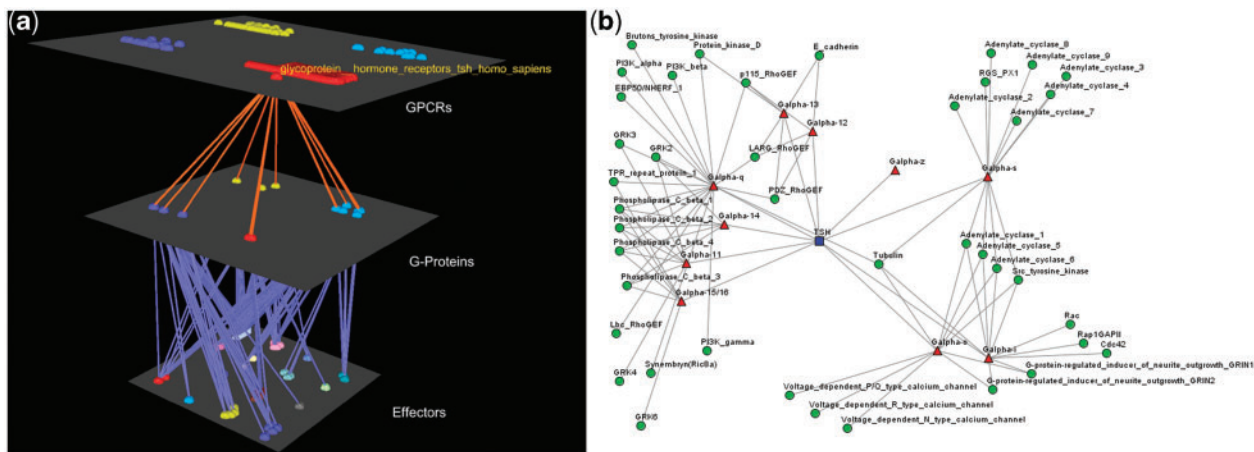 (a)
glycoprotein hormone_receptors_tsh_homo_sapiens
GPCRs
G-Proteins
Effectors
(b)
Brutons_tyrosine_kinase
Protein_kinase_D
E_cadherin
PI3K_alpha
PI3K_beta
p115_RhoGEF
EBP50/NHERF_1
Galpha-13
Galpha-12
GRK3
GRK2
LARG_RhoGEF
TPR_repeat_protein_1
Galpha-q
PDZ_RhoGEF
Phospholipase_C_beta_1
Phospholipase_C_beta_2
Galpha-14
Phospholipase_C_beta_4
Galpha-11
Phospholipase_C_beta_3
Galpha-15/16
Lbc_RhoGEF
PI3K_gamma
Synembryn(Ric8a)
GRK4
GRK6
TSH
Galpha-z
Adenylate_cyclase_8
Adenylate_cyclase_9
RGS_PX1
Adenylate_cyclase_3
Adenylate_cyclase_2
Adenylate_cyclase_4
Adenylate_cyclase_7
Galpha-s
Adenylate_cyclase_1
Adenylate_cyclase_5
Tubulin
Adenylate_cyclase_6
Src_tyrosine_kinase
Rac
Rap1GAPII
Cdc42
Galpha-i
G-protein-regulated_inducer_of_neurite_outgrowth_GRIN1
G-protein-regulated_inducer_of_neurite_outgrowth_GRIN2
Voltage_dependent_P/Q_type_calcium_channel
Voltage_dependent_R_type_calcium_channel
Voltage_dependent_N_type_calcium_channel